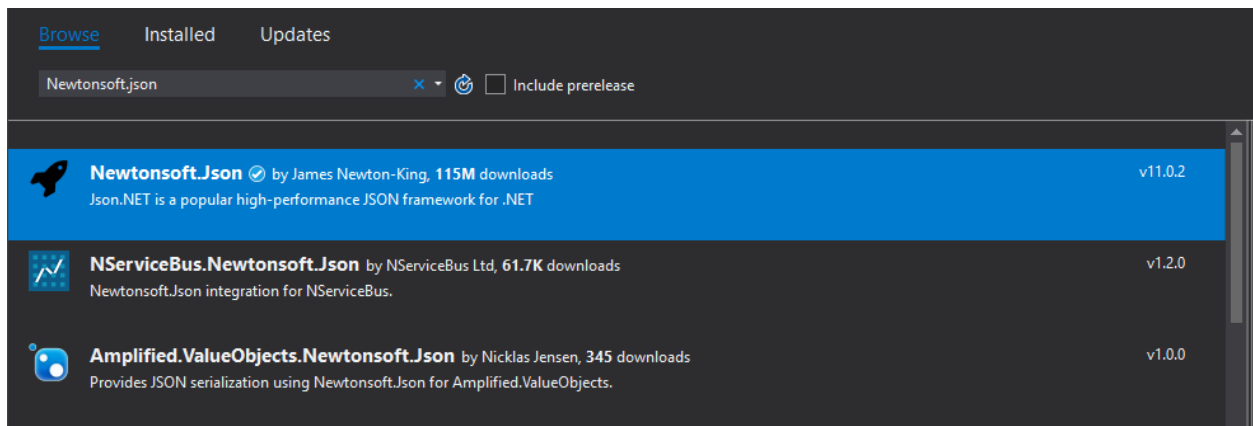 Browse Installed Updates
Newtonsoft.json Include prerelease
Newtonsoft.Json by James Newton-King, 115M downloads v11.0.2
Json.NET is a popular high-performance JSON framework for .NET
NServiceBus.Newtonsoft.Json by NServiceBus Ltd, 61.7K downloads v1.2.0
Newtonsoft.Json integration for NServiceBus.
Amplified.ValueObjects.Newtonsoft.Json by Nicklas Jensen, 345 downloads v1.0.0
Provides JSON serialization using Newtonsoft.Json for Amplified.ValueObjects.